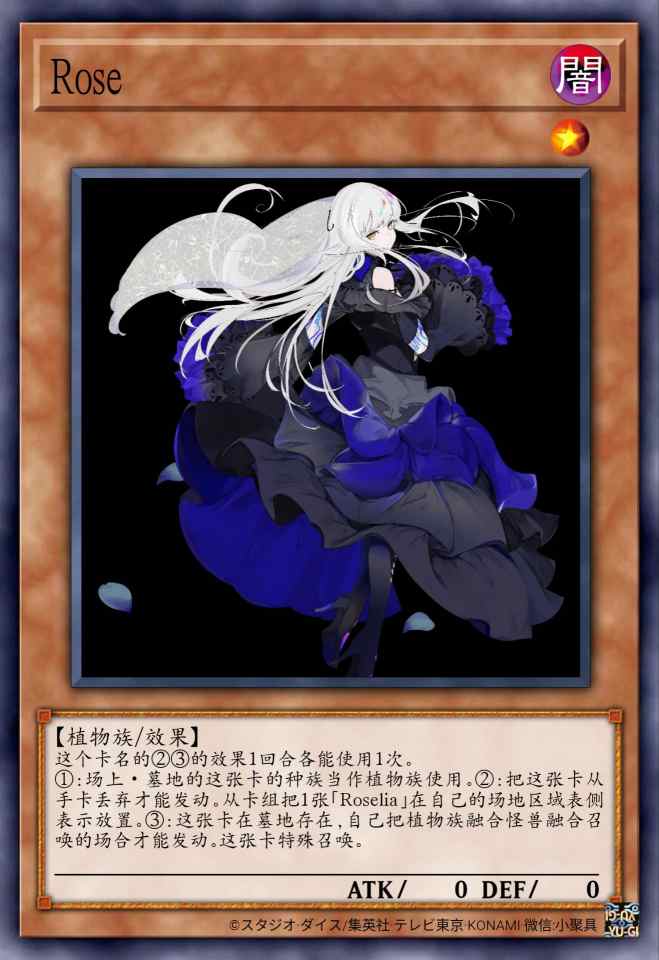 Rose
闇
【植物族/效果】
这个卡名的②③的效果1回合各能使用1次。
①:场上・墓地的这张卡的种族当作植物族使用。②:把这张卡从
手卡丢弃才能发动。从卡组把1张「Roselia」在自己的场地区域表侧
表示放置。③:这张卡在墓地存在,自己把植物族融合怪兽融合召
唤的场合才能发动。这张卡特殊召唤。
ATK/ 0 DEF/ 0
©スタジオ・ダイス/集英社 テレビ東京 KONAMI 微信:小聚具
YU-GI